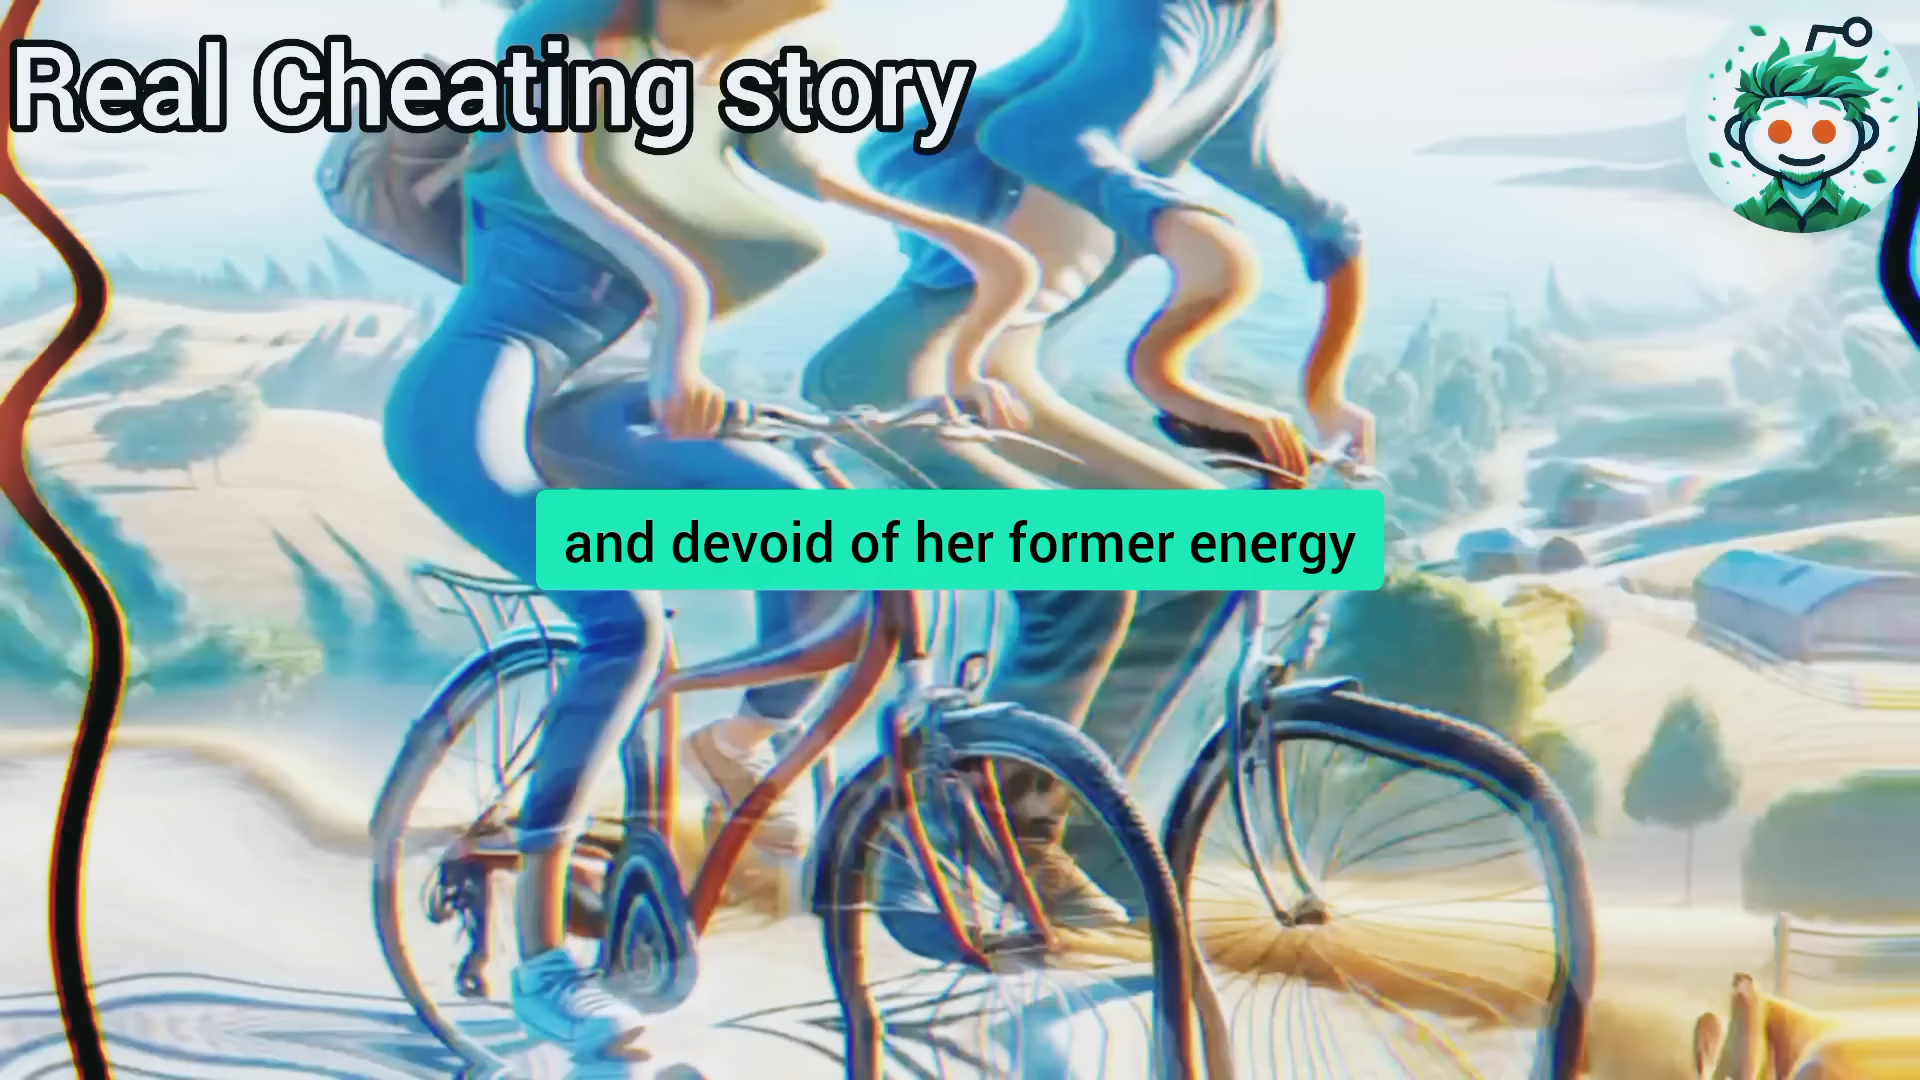 Real Cheating story
and devoid of her former energy